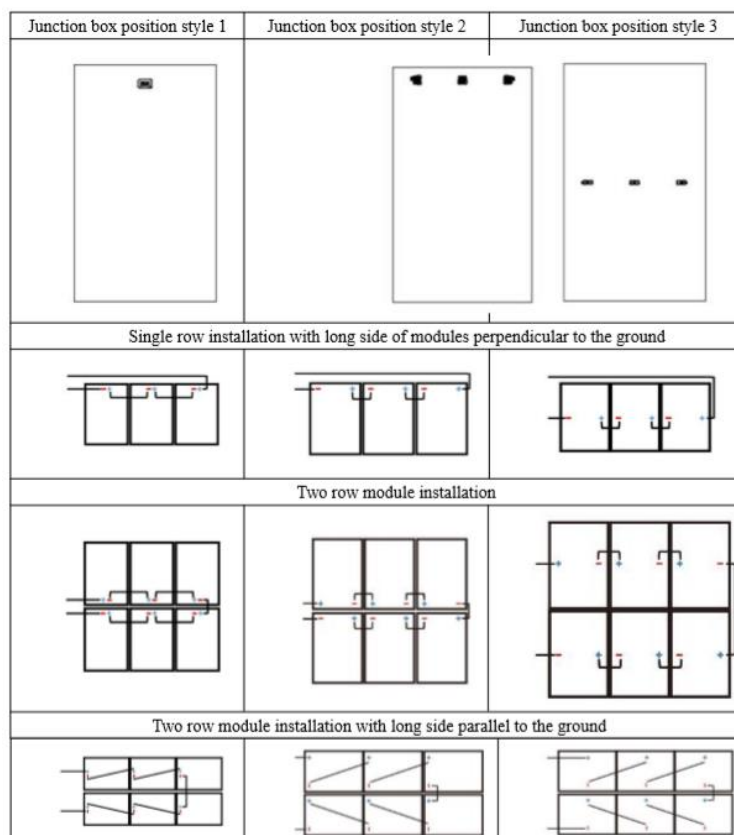 Junction box position style 1
Junction box position style 2
Junction box position style 3
Single row installation with long side of modules perpendicular to the ground
Two row module installation
Two row module installation with long side parallel to the ground